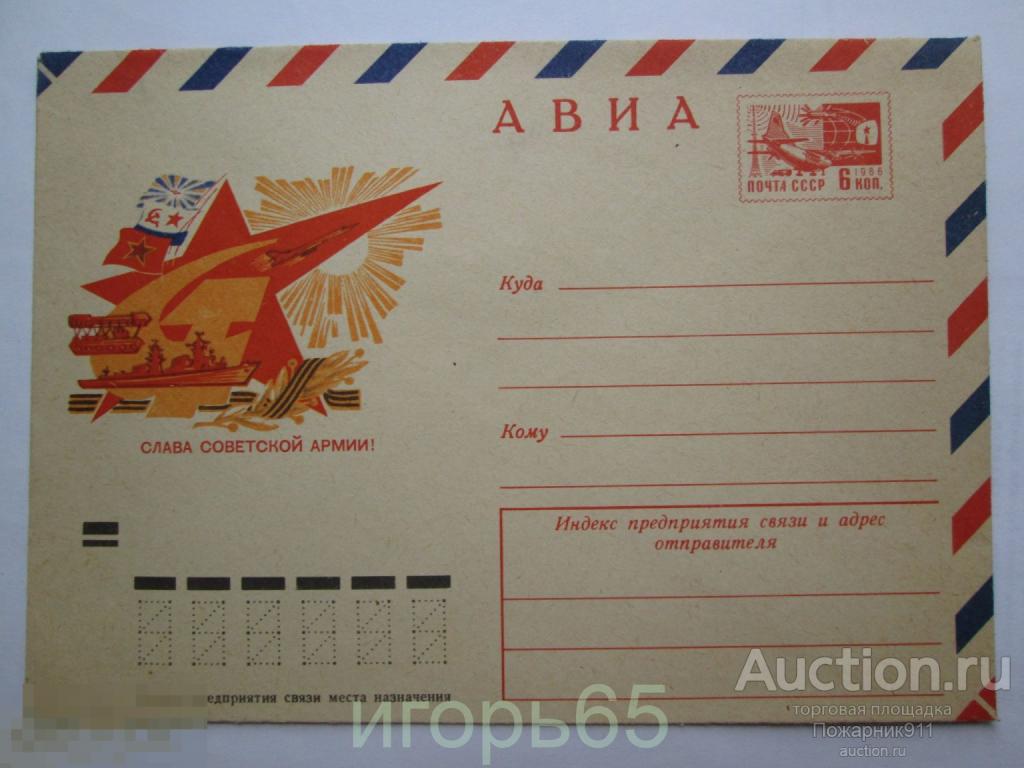 АВИА
1966
ПОЧТА СССР 6 КОП.
Куда
СЛАВА СОВЕТСКОЙ АРМИИ!
Кому
Индекс предприятия связи и адрес
отправителя
едприятия связи места назначения
игорь65
Auction.ru
торговая площадка
Пожарник911
auction.ru